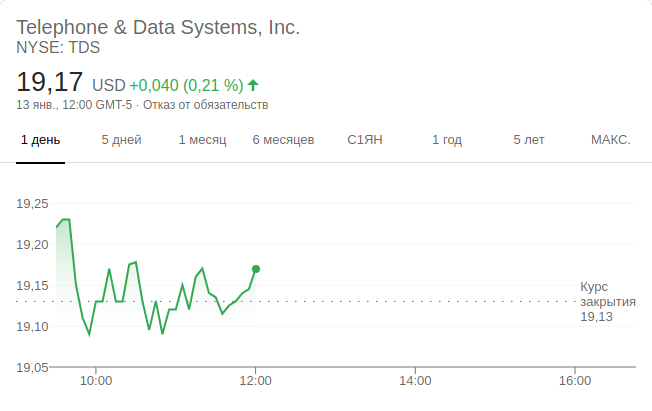 Telephone & Data Systems, Inc.
NYSE: TDS
19,17 USD +0,040 (0,21 %)
13 янв., 12:00 GMT-5 · Отказ от обязательств
1 день 5 дней 1 месяц 6 месяцев С1ЯН 1 год 5 лет МАКС.
19,25
19,20
19,15
19,10
19,05
Курс
закрытия
19,13
10:00 12:00 14:00 16:00